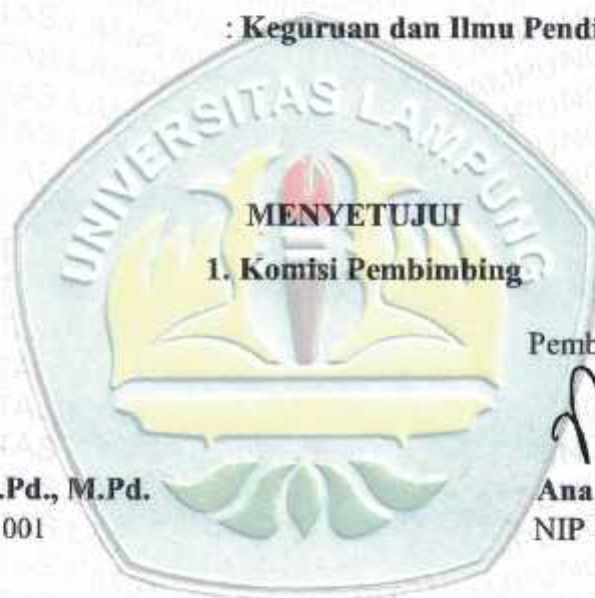 : Keguruan dan Ilmu Pendi
UNIVERSITAS LAMPUNG
MENYETUJUI
1. Komisi Pembimbing
Pemb
.Pd., M.Pd.
Ana
001
NIP